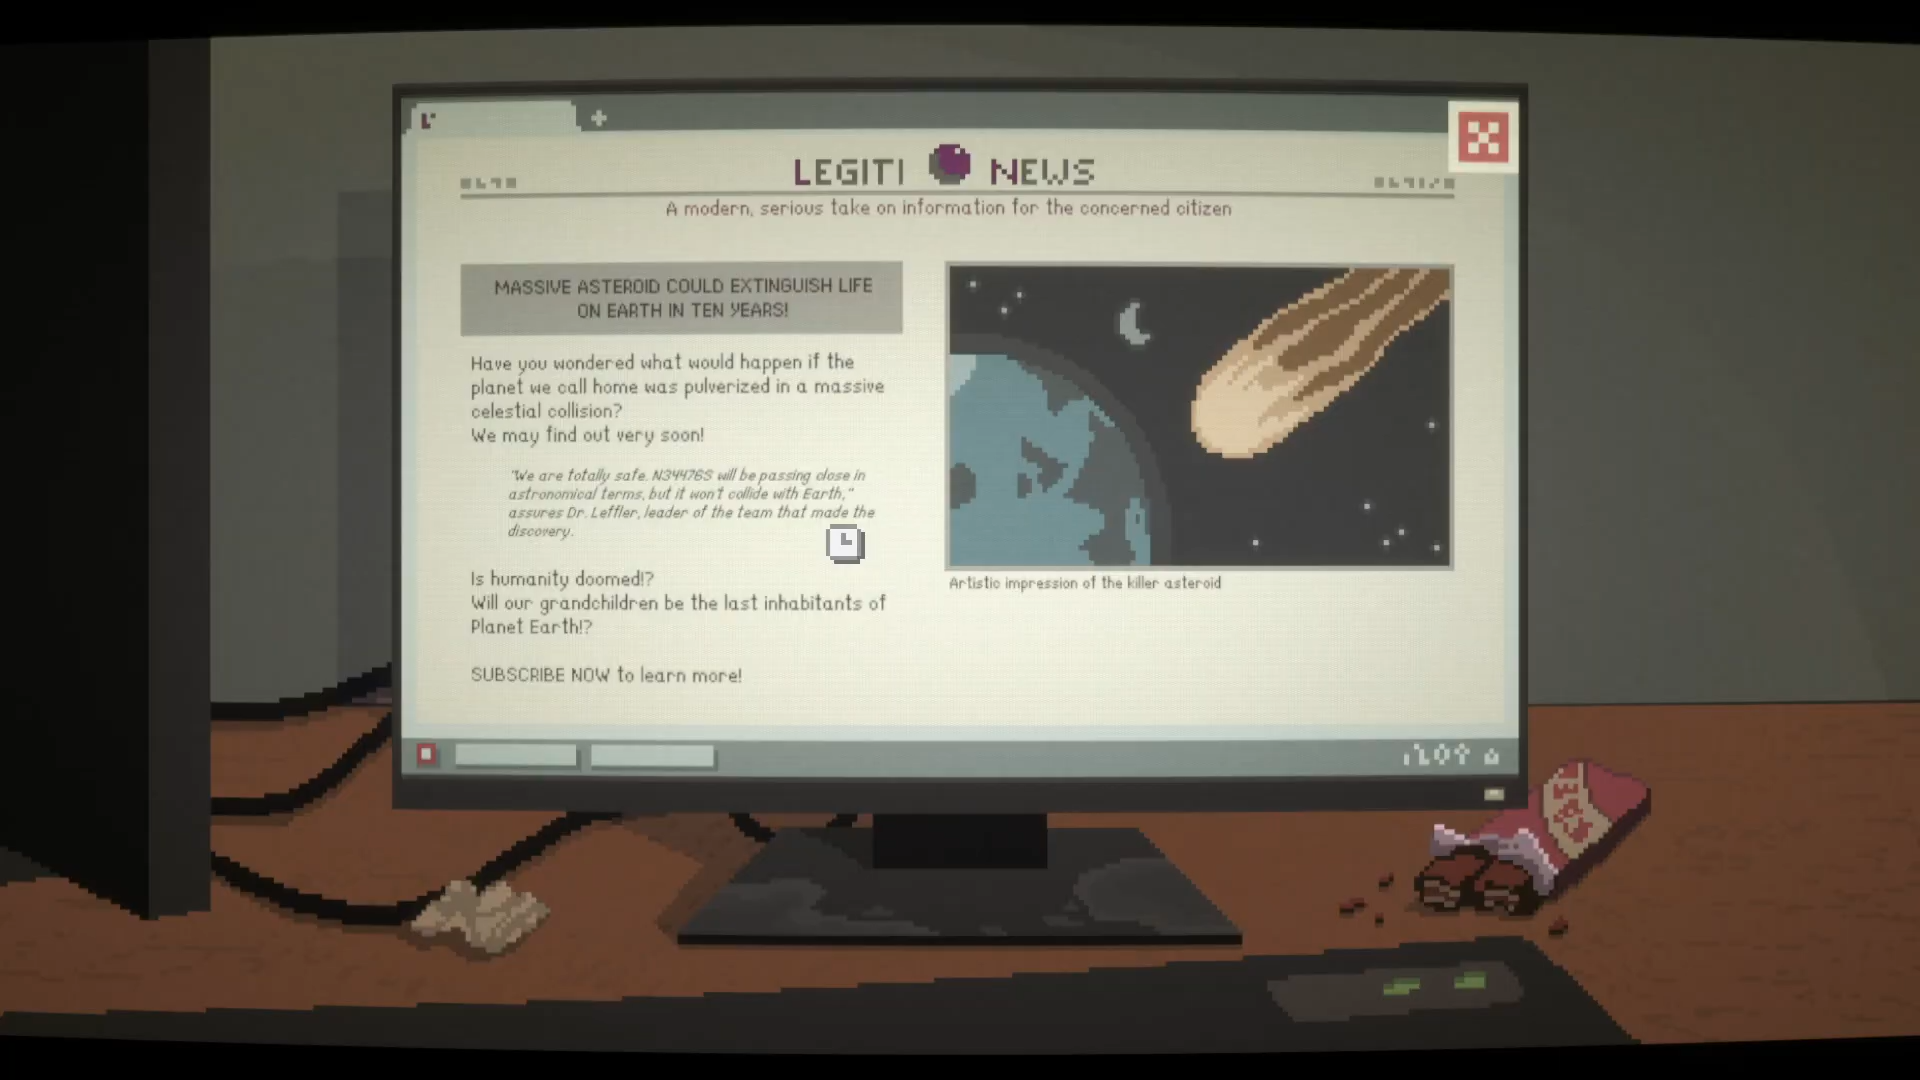 LEGITI NEWS
A modern, serious take on information for the concerned citizen
MASSIVE ASTEROID COULD EXTINGUISH LIFE
ON EARTH IN TEN YEARS!
Have you wondered what would happen if the
planet we call home was pulverized in a massive
celestial collision?
We may find out very soon!
"We are totally safe. N34476S will be passing close in
astronomical terms, but it won't collide with Earth,"
assures Dr. Leffler, leader of the team that made the
discovery.
Is humanity doomed!?
Will our grandchildren be the last inhabitants of
Planet Earth!?
SUBSCRIBE NOW to learn more!
Artistic impression of the killer asteroid